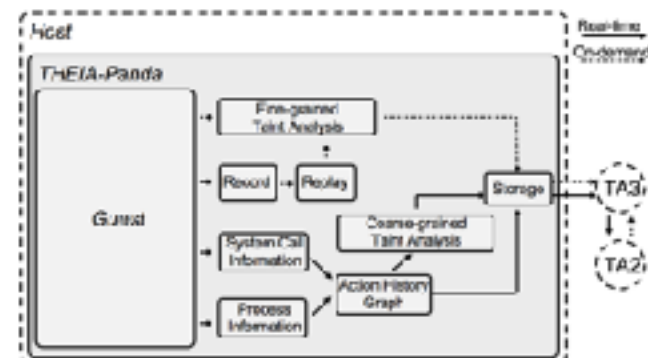 Host
Real-time
On-demand
THEIA-Panda
Fine-grained
Taint Analysis
Record
Replay
Storage
TA3
Guest
Coarse-grained
Taint Analysis
System Call
Information
TA2
Action History
Graph
Process
Information